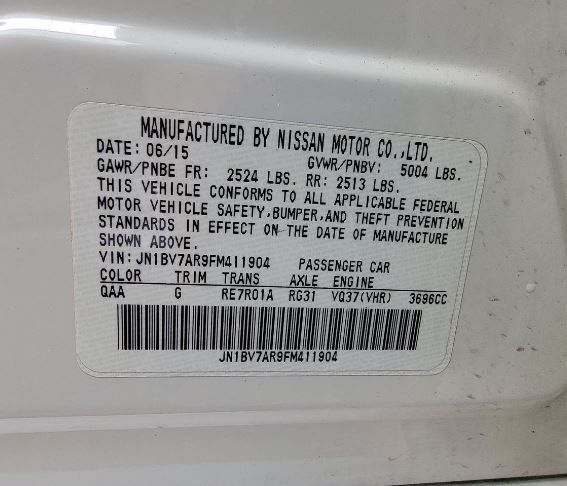 MANUFACTURED BY NISSAN MOTOR CO.,LTD.
DATE: 06/15 GVWR/PNBV: 5004 LBS.
GAWR/PNBE FR: 2524 LBS. RR: 2513 LBS.
THIS VEHICLE CONFORMS TO ALL APPLICABLE FEDERAL
MOTOR VEHICLE SAFETY,BUMPER,AND THEFT PREVENTION
STANDARDS IN EFFECT ON THE DATE OF MANUFACTURE
SHOWN ABOVE.
VIN: JN1BV7AR9FM411904 PASSENGER CAR
COLOR TRIM TRANS AXLE ENGINE
QAA G RE7R01A RG31 VQ37(VHR) 3696CC
JN1BV7AR9FM411904